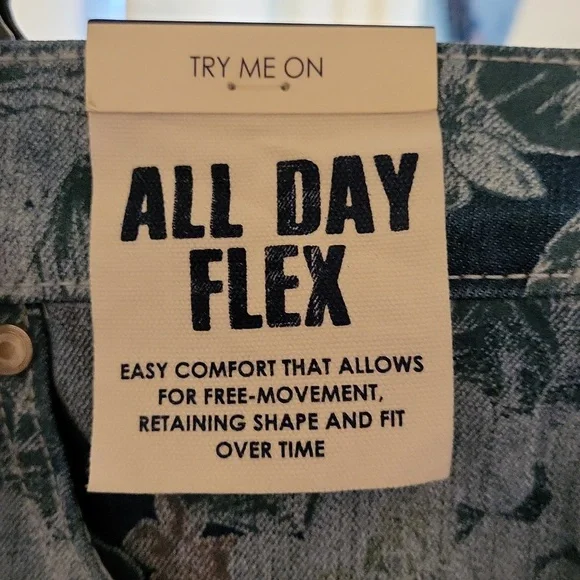 TRY ME ON
ALL DAY
FLEX
EASY COMFORT THAT ALLOWS
FOR FREE-MOVEMENT,
RETAINING SHAPE AND FIT
OVER TIME